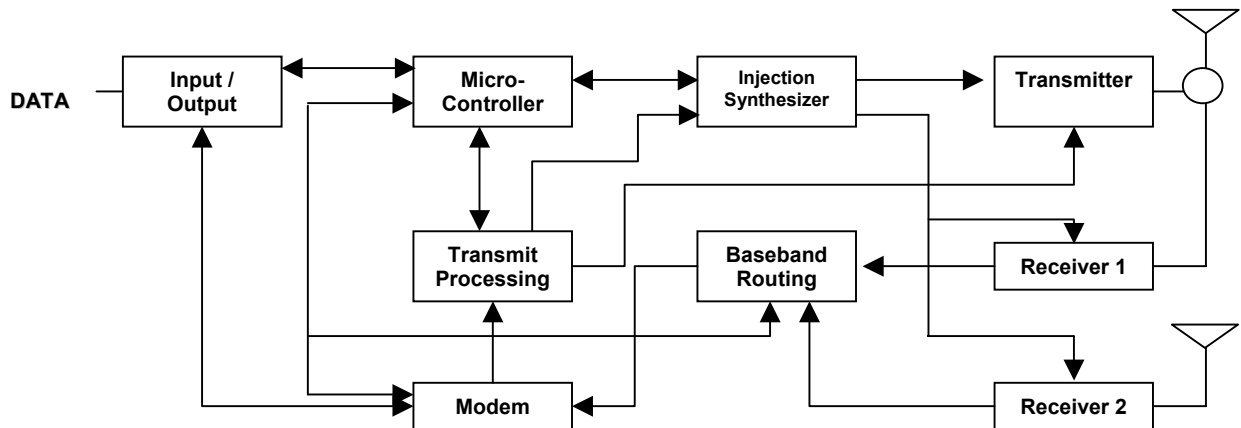 DATA
Input /
Output
Micro-
Controller
Injection
Synthesizer
Transmitter
Transmit
Processing
Baseband
Routing
Receiver 1
Modem
Receiver 2